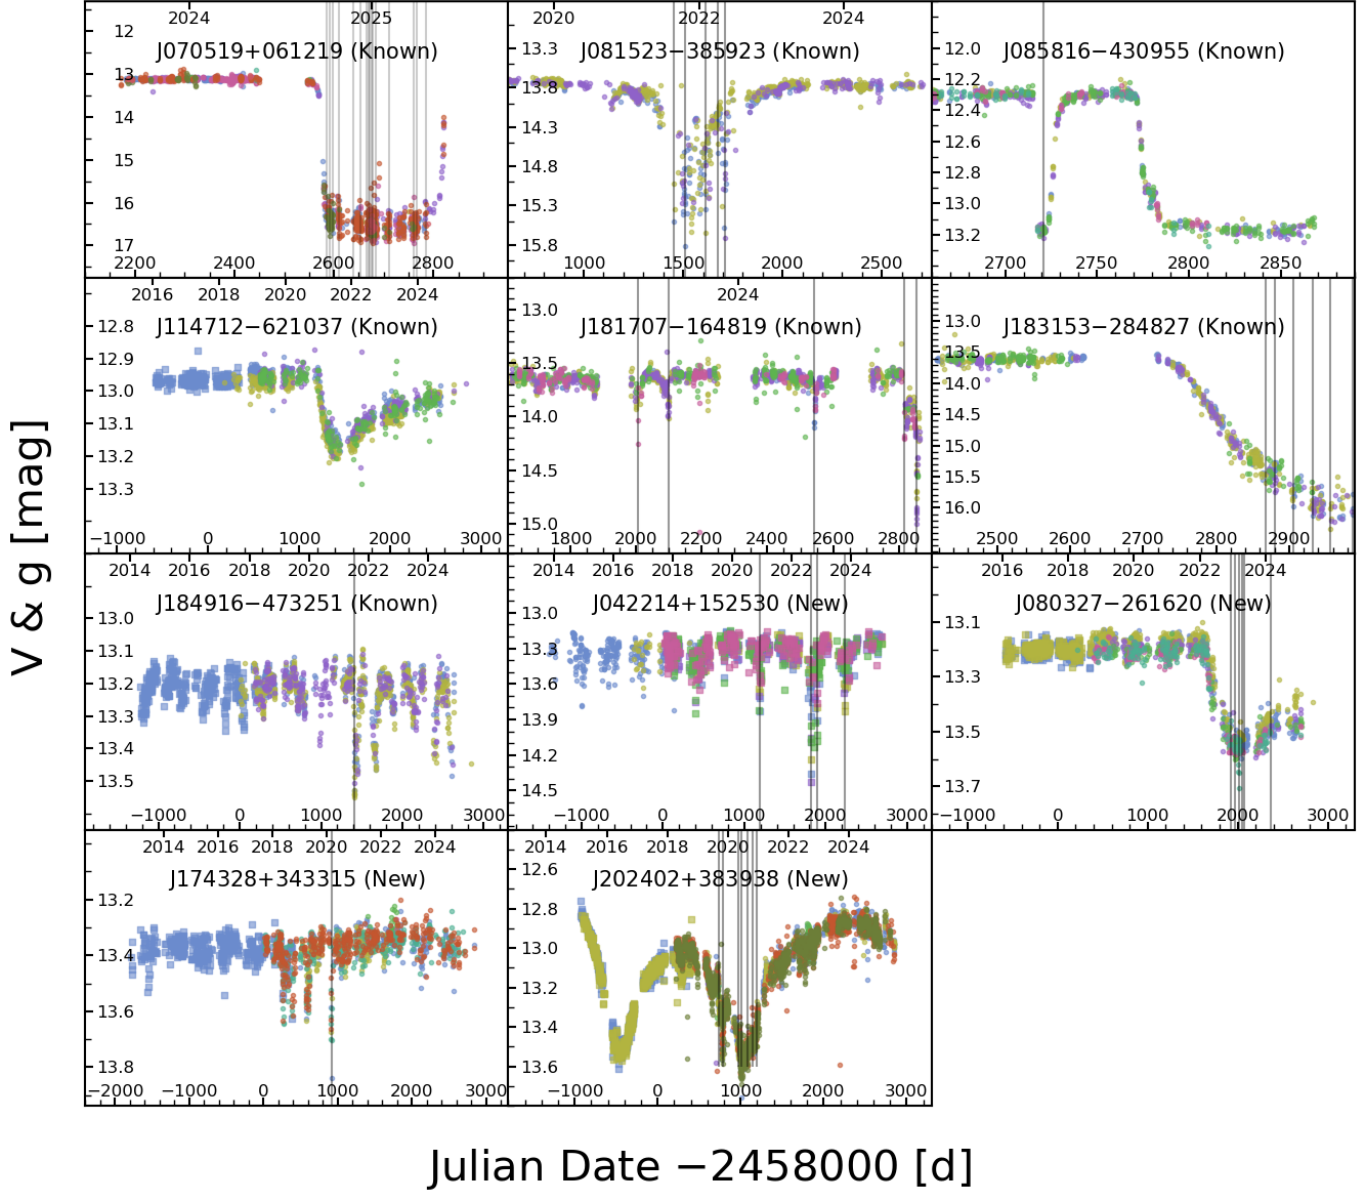 2024 2025
12
J070519+061219 (Known)
13
14
15
16
17
2200 2400 2600 2800
2020 2022 2024
13.3
J081523−385923 (Known)
13.8
14.3
14.8
15.3
15.8
1000 1500 2000 2500
12.0
J085816−430955 (Known)
12.2
12.4
12.6
12.8
13.0
13.2
2700 2750 2800 2850
2016 2018 2020 2022 2024
12.8
J114712−621037 (Known)
12.9
13.0
13.1
13.2
13.3
−1000 0 1000 2000 3000
2024
13.0
J181707−164819 (Known)
13.5
14.0
14.5
15.0
1800 2000 2200 2400 2600 2800
13.0
J183153−284827 (Known)
13.5
14.0
14.5
15.0
15.5
16.0
2500 2600 2700 2800 2900
2014 2016 2018 2020 2022 2024
13.0
J184916−473251 (Known)
13.1
13.2
13.3
13.4
13.5
−1000 0 1000 2000 3000
2014 2016 2018 2020 2022 2024
13.0
J042214+152530 (New)
13.3
13.6
13.9
14.2
14.5
−1000 0 1000 2000 3000
2016 2018 2020 2022 2024
J080327−261620 (New)
13.1
13.3
13.5
13.7
−1000 0 1000 2000 3000
2014 2016 2018 2020 2022 2024
J174328+343315 (New)
13.2
13.4
13.6
13.8
−2000 −1000 0 1000 2000 3000
2014 2016 2018 2020 2022 2024
12.6
J202402+383938 (New)
12.8
13.0
13.2
13.4
13.6
−1000 0 1000 2000 3000
V & g [mag]
Julian Date −2458000 [d]